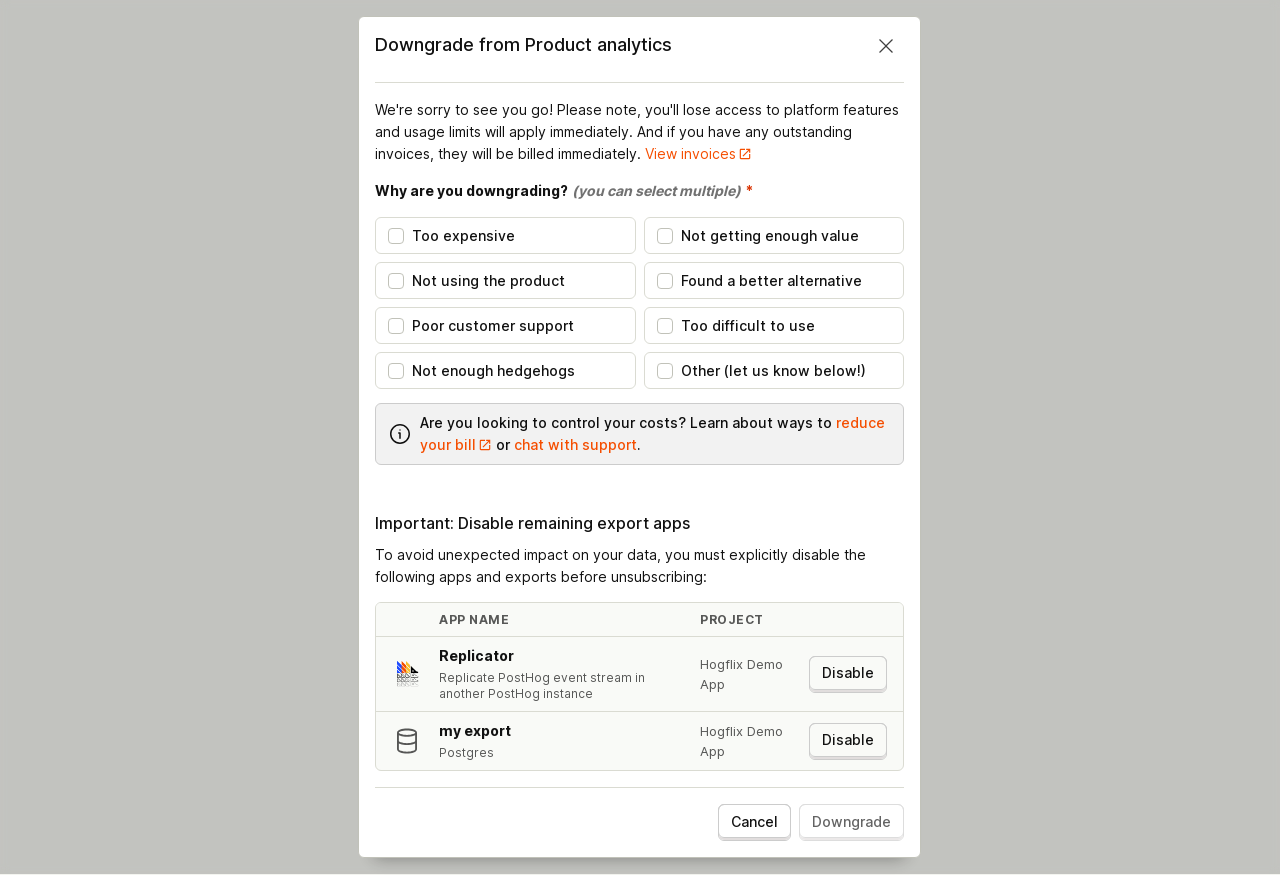 Downgrade from Product analytics
We're sorry to see you go! Please note, you'll lose access to platform features
and usage limits will apply immediately. And if you have any outstanding
invoices, they will be billed immediately. View invoices
Why are you downgrading? (you can select multiple) *
Too expensive
Not getting enough value
Not using the product
Found a better alternative
Poor customer support
Too difficult to use
Not enough hedgehogs
Other (let us know below!)
Are you looking to control your costs? Learn about ways to reduce
your bill or chat with support.
Important: Disable remaining export apps
To avoid unexpected impact on your data, you must explicitly disable the
following apps and exports before unsubscribing:
APP NAME
PROJECT
Replicator
Replicate PostHog event stream in
another PostHog instance
Hogflix Demo
App
Disable
my export
Postgres
Hogflix Demo
App
Disable
Cancel
Downgrade